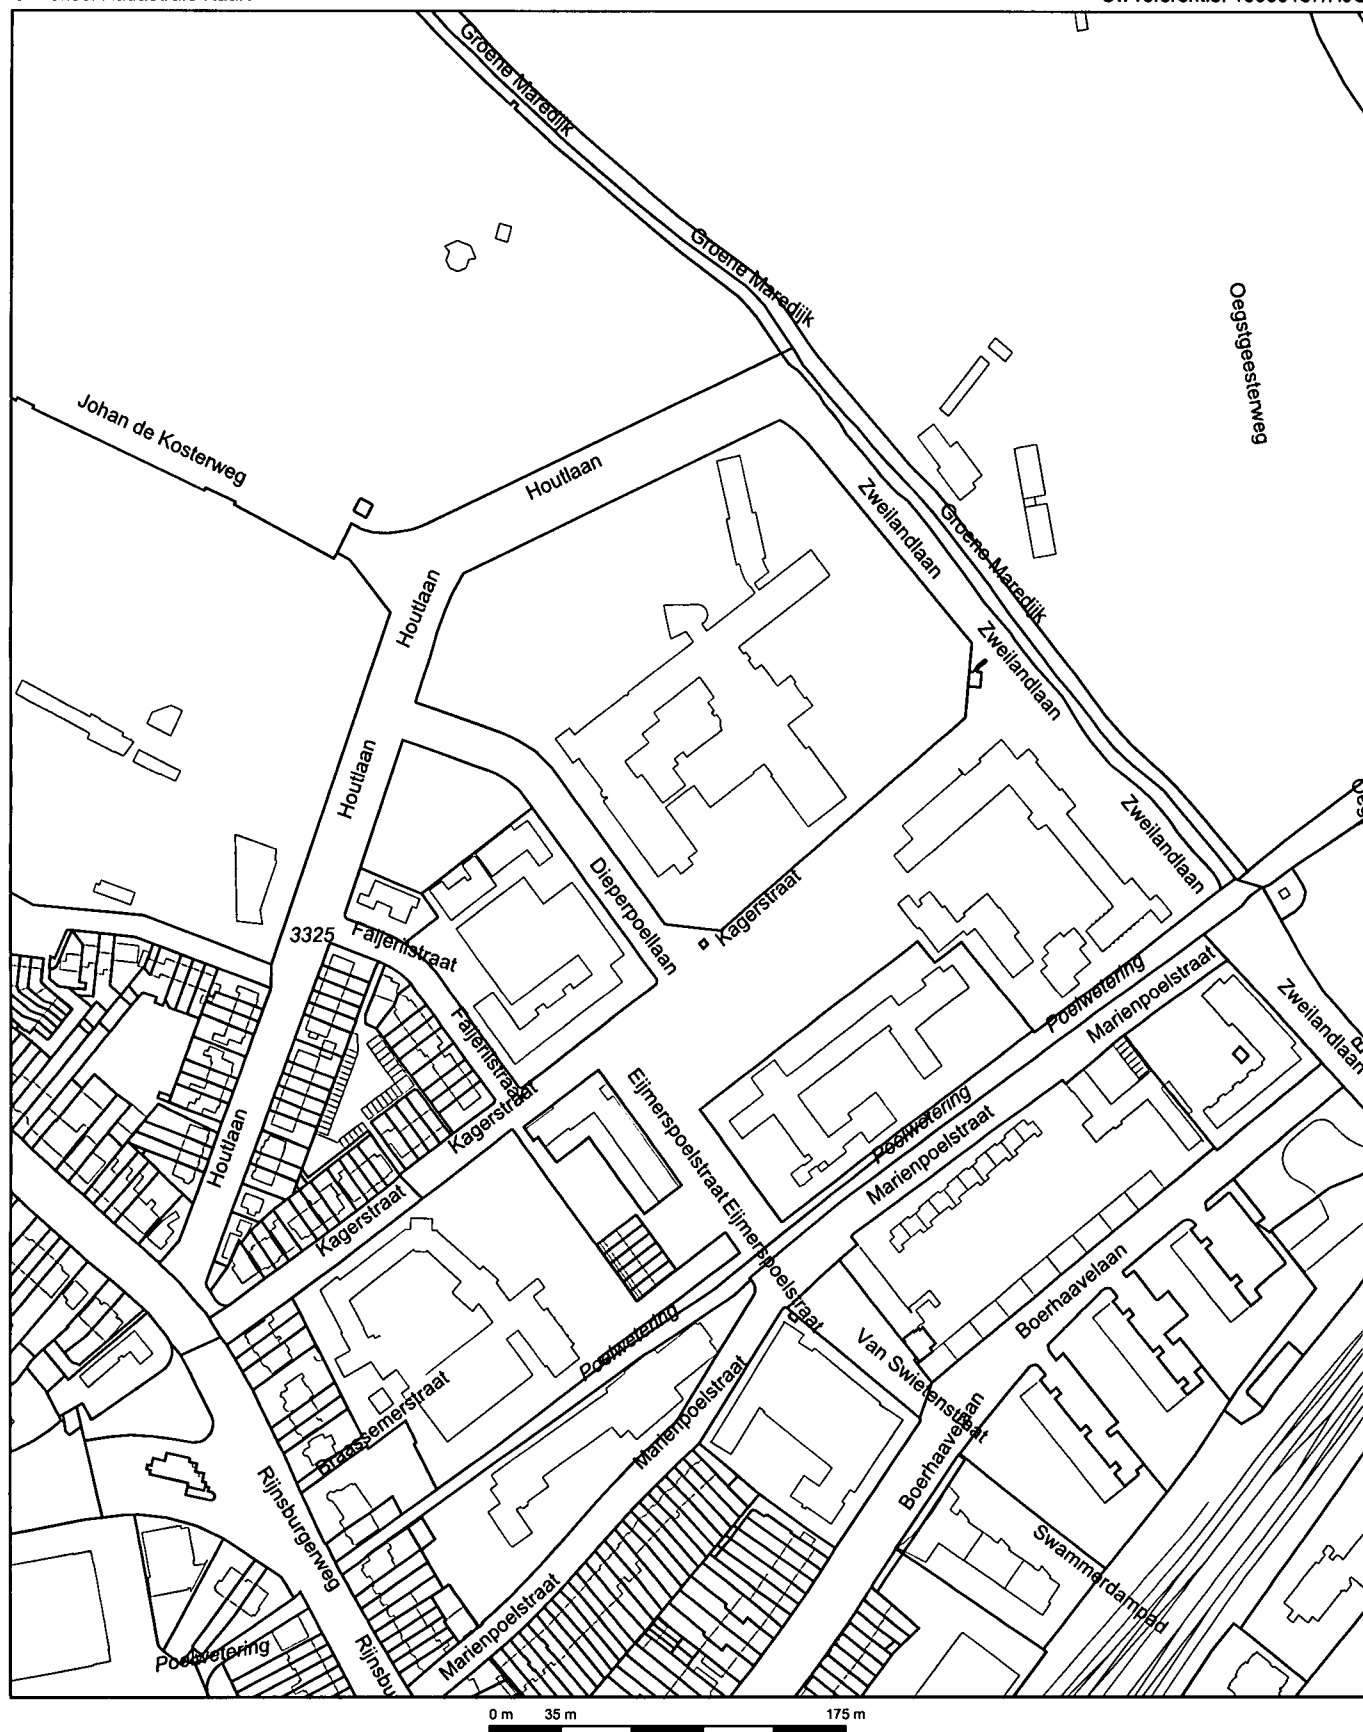 Groene Maredijk
Groene Maredijk
Oegstgeesterweg
Johan de Kosterweg
Houtlaan
Zweilandlaan
Groene Maredijk
Houtlaan
Zweilandlaan
Houtlaan
Zweilandlaan
Dieperpoellaan
Kagerstraat
3325
Faljerilstraat
Poelwetering
Marienpoelstraat
Zweilandlaan
Faljerilstraat
Kagerstraat
Eijmerspoelstraat
Poelwetering
Marienpoelstraat
Houtlaan
Kagerstraat
Eijmerspoelstraat
Boerhaavelaan
Poelwetering
Van Swietenstraat
Marienpoelstraat
Braassemerstraat
Boerhaavelaan
Rijnsburgerweg
Swammerdampad
Marienpoelstraat
Poelwetering
Rijnsbu
0 m 35 m 175 m